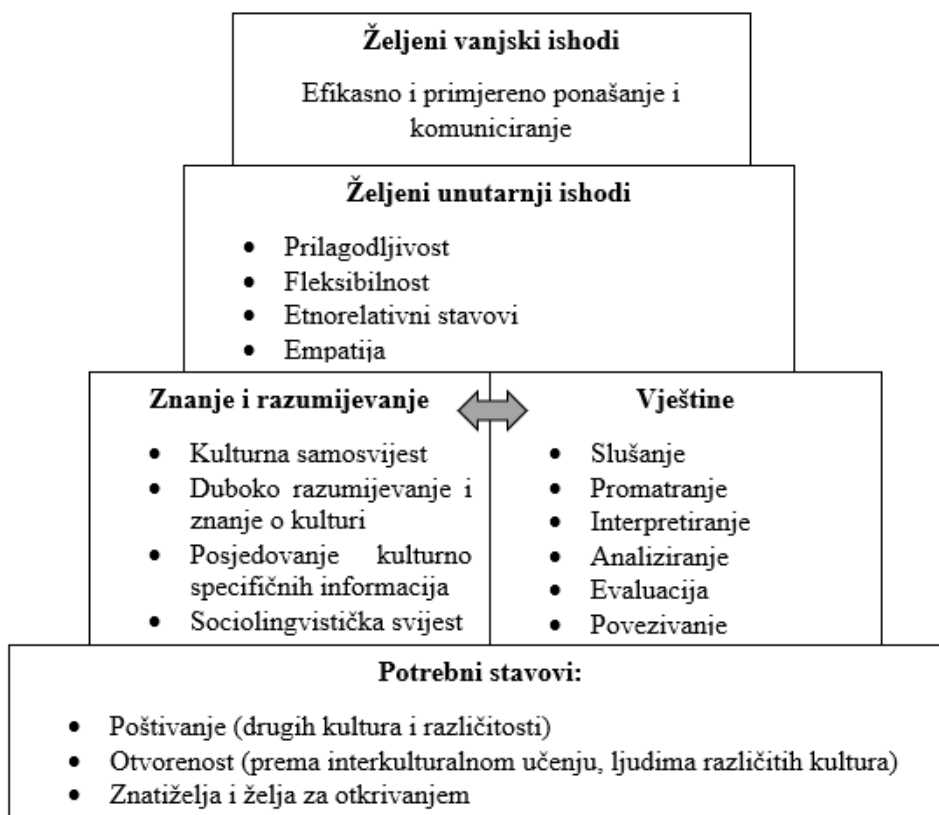 Željeni vanjski ishodi
Efikasno i primjereno ponašanje i
komuniciranje
Željeni unutarnji ishodi
• Prilagodljivost
• Fleksibilnost
• Etnorelativni stavovi
• Empatija
Znanje i razumijevanje
• Kulturna samosvijest
• Duboko razumijevanje i
znanje o kulturi
• Posjedovanje kulturno
specifičnih informacija
• Sociolingvistička svijest
Vještine
• Slušanje
• Promatranje
• Interpretiranje
• Analiziranje
• Evaluacija
• Povezivanje
Potrebni stavovi:
• Poštivanje (drugih kultura i različitosti)
• Otvorenost (prema interkulturalnom učenju, ljudima različitih kultura)
• Znatiželja i želja za otkrivanjem